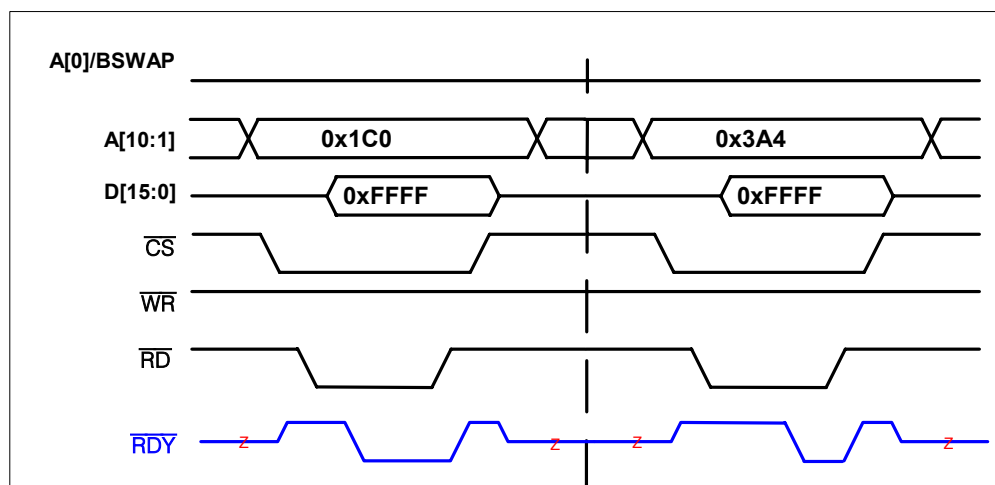 A[0]/BSWAP
A[10:1] 0x1C0 0x3A4
D[15:0] 0xFFFF 0xFFFF
CS
WR
RD
RDY Z Z Z Z